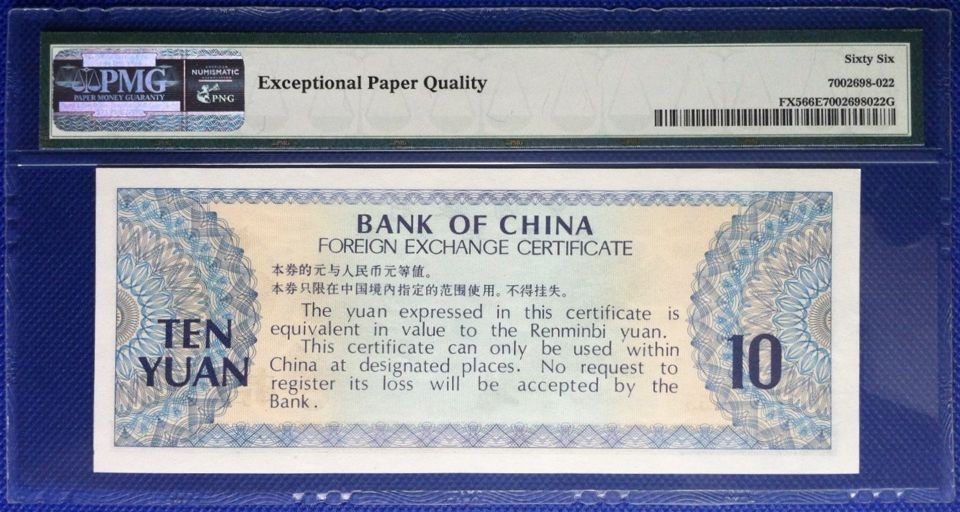 PMG
PAPER MONEY GUARANTY
NUMISMATIC
PNG
Exceptional Paper Quality
Sixty Six
7002698-022
FX566E7002698022G
BANK OF CHINA
FOREIGN EXCHANGE CERTIFICATE
本券的元与人民币元等值。
本券只限在中国境内指定的范围使用。不得挂失。
The yuan expressed in this certificate is
equivalent in value to the Renminbi yuan.
This certificate can only be used within
China at designated places. No request to
register its loss will be accepted by the
Bank.
TEN
YUAN
10